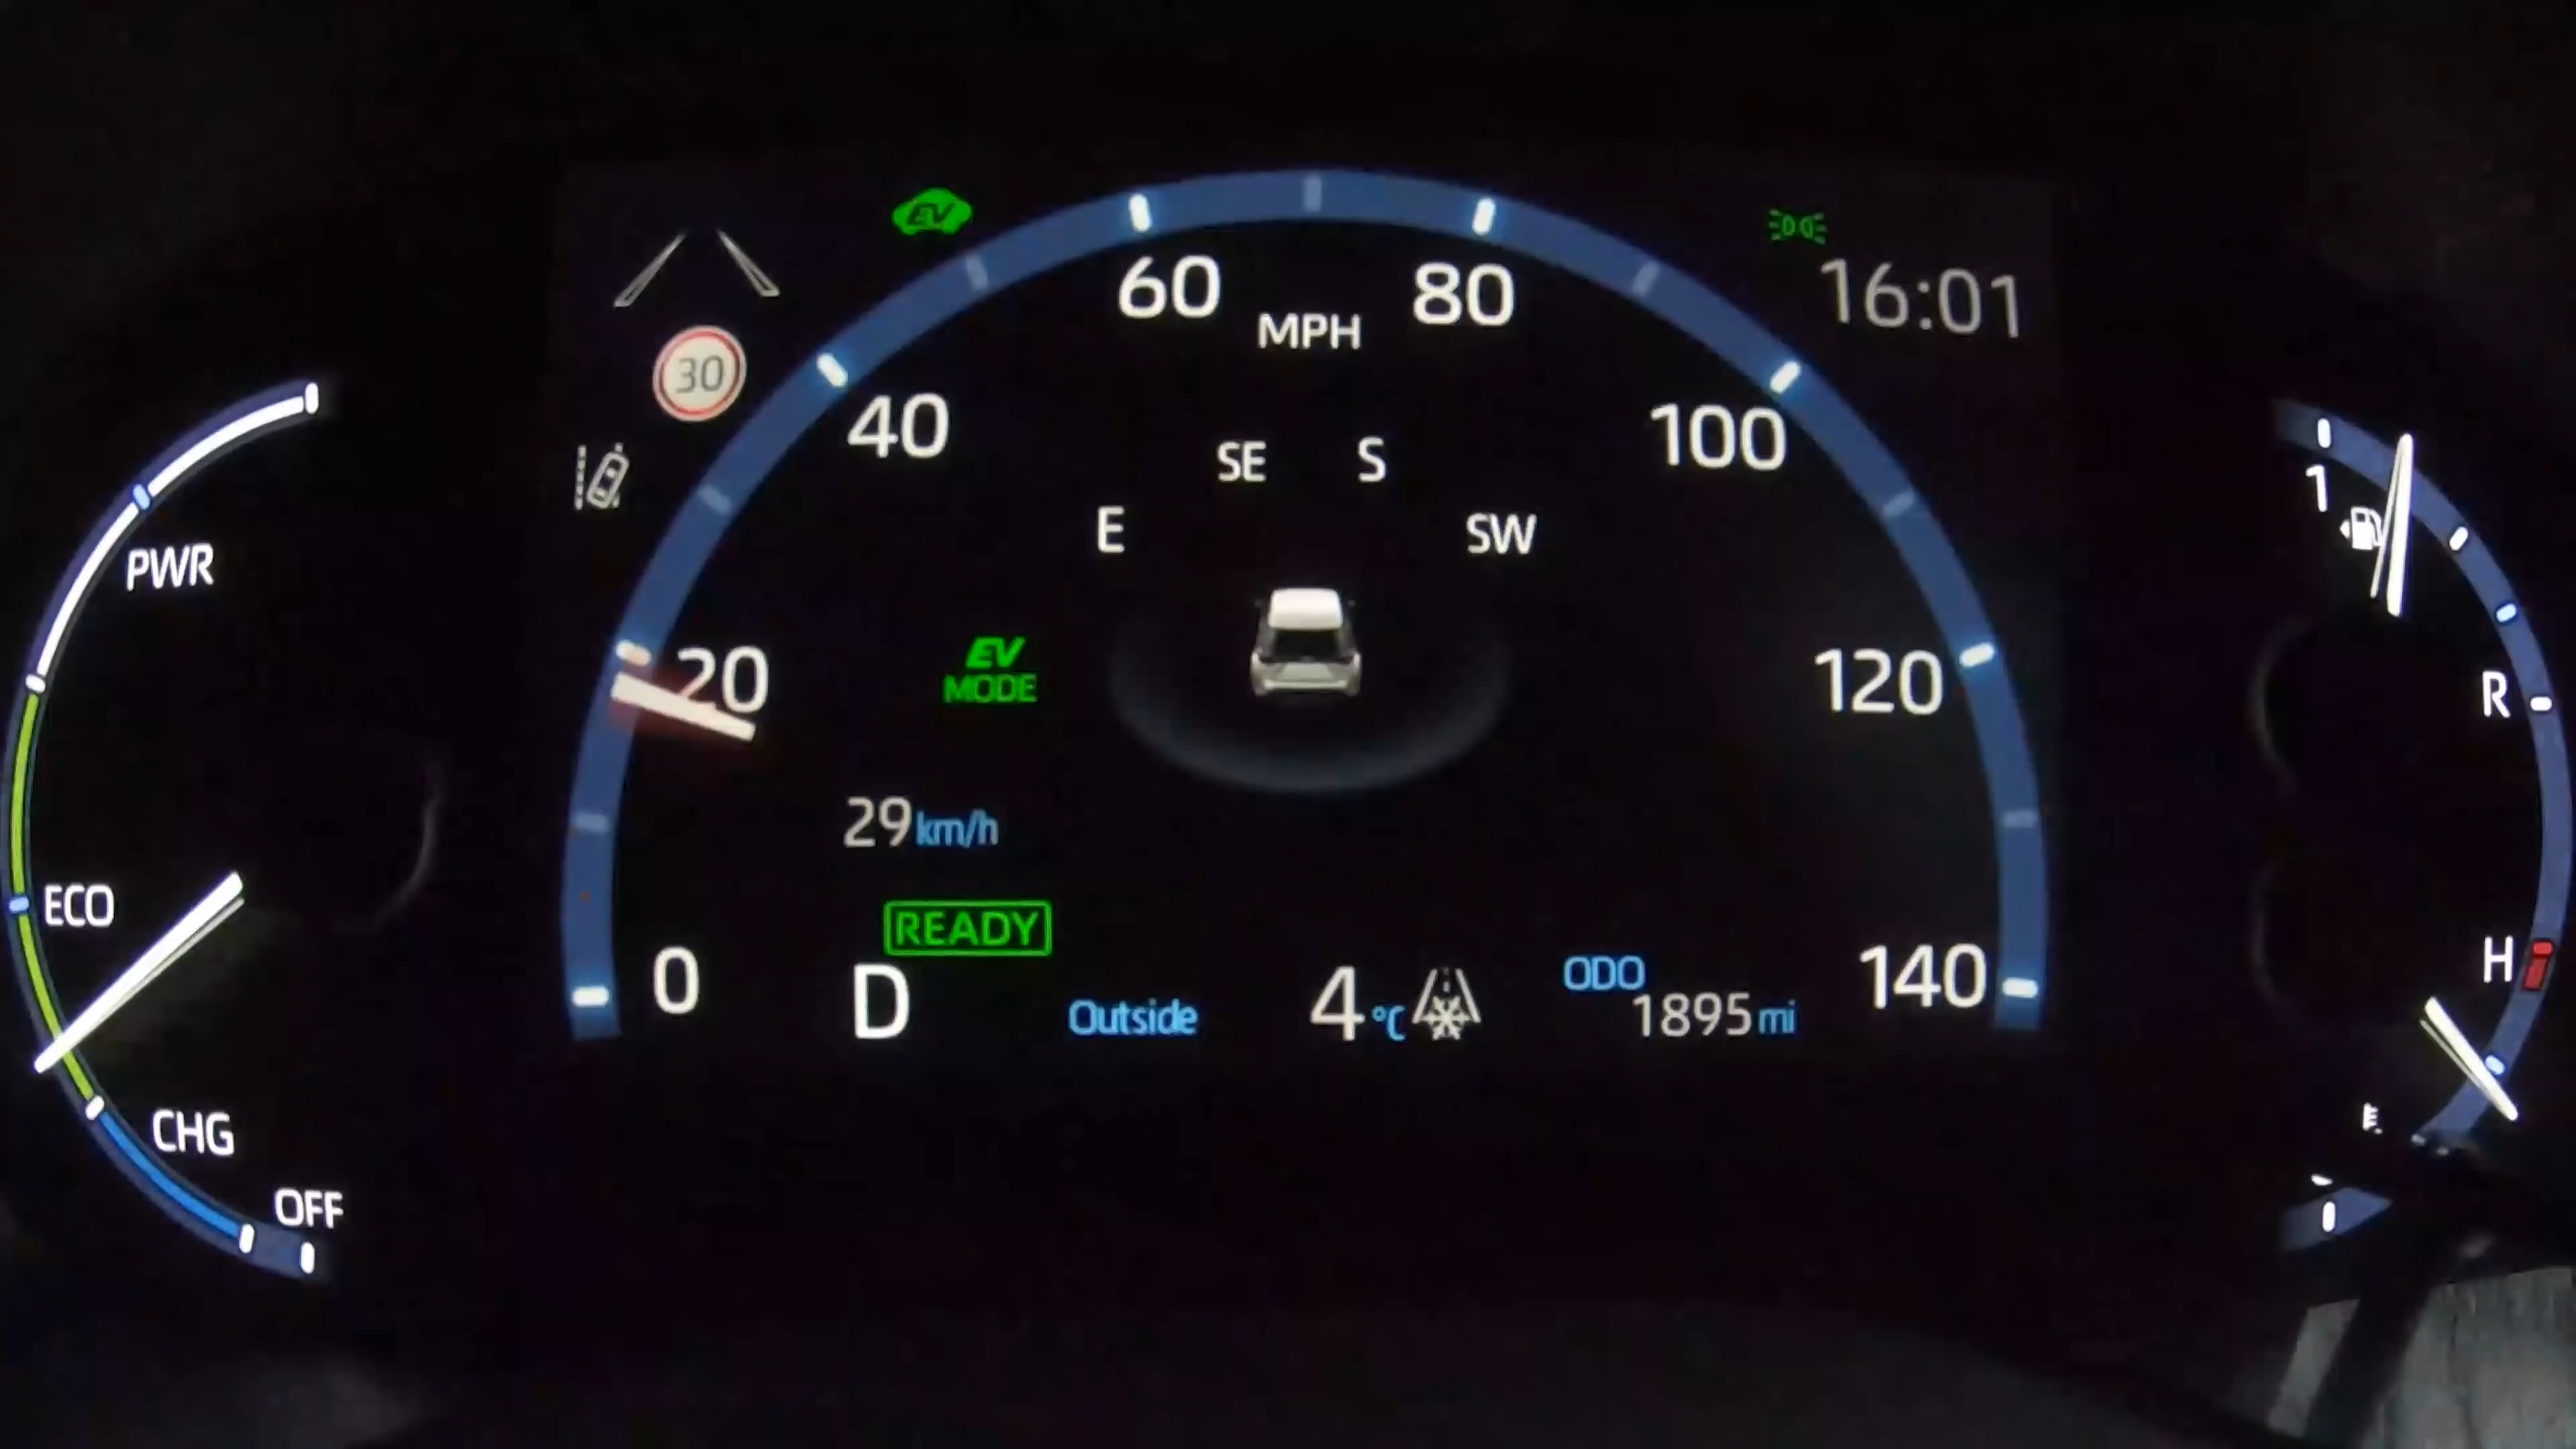 EV
16:01
60
80
MPH
30
40
100
SE
S
E
SW
1
PWR
20
EV
MODE
120
R
29km/h
ECO
READY
H
0
D
Outside
4°C
ODO
1895mi
140
CHG
OFF